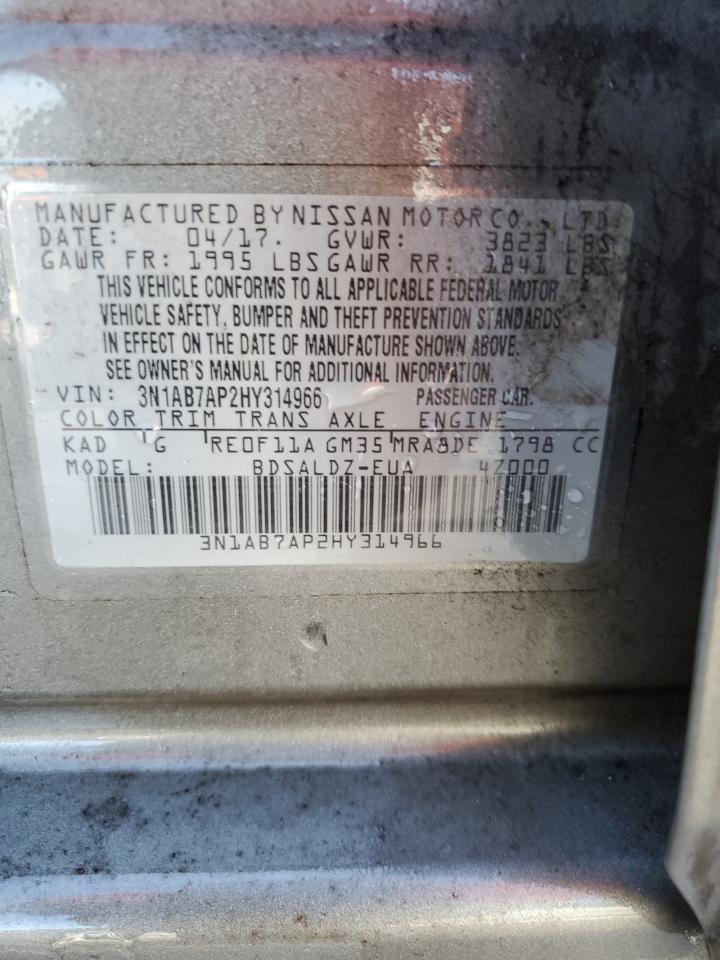 MANUFACTURED BY NISSAN MOTOR CO., LTD.
DATE: 04/17. GVWR: 3823 LBS
GAWR FR: 1995 LBS GAWR RR: 1841 LBS
THIS VEHICLE CONFORMS TO ALL APPLICABLE FEDERAL MOTOR
VEHICLE SAFETY, BUMPER AND THEFT PREVENTION STANDARDS
IN EFFECT ON THE DATE OF MANUFACTURE SHOWN ABOVE.
SEE OWNER'S MANUAL FOR ADDITIONAL INFORMATION.
VIN: 3N1AB7AP2HY314966 PASSENGER CAR.
COLOR TRIM TRANS AXLE ENGINE
KAD G RE0F11A GM35 MRA8DE 1798 CC
MODEL: BDSALDZ-EUA 4Z000
3N1AB7AP2HY314966